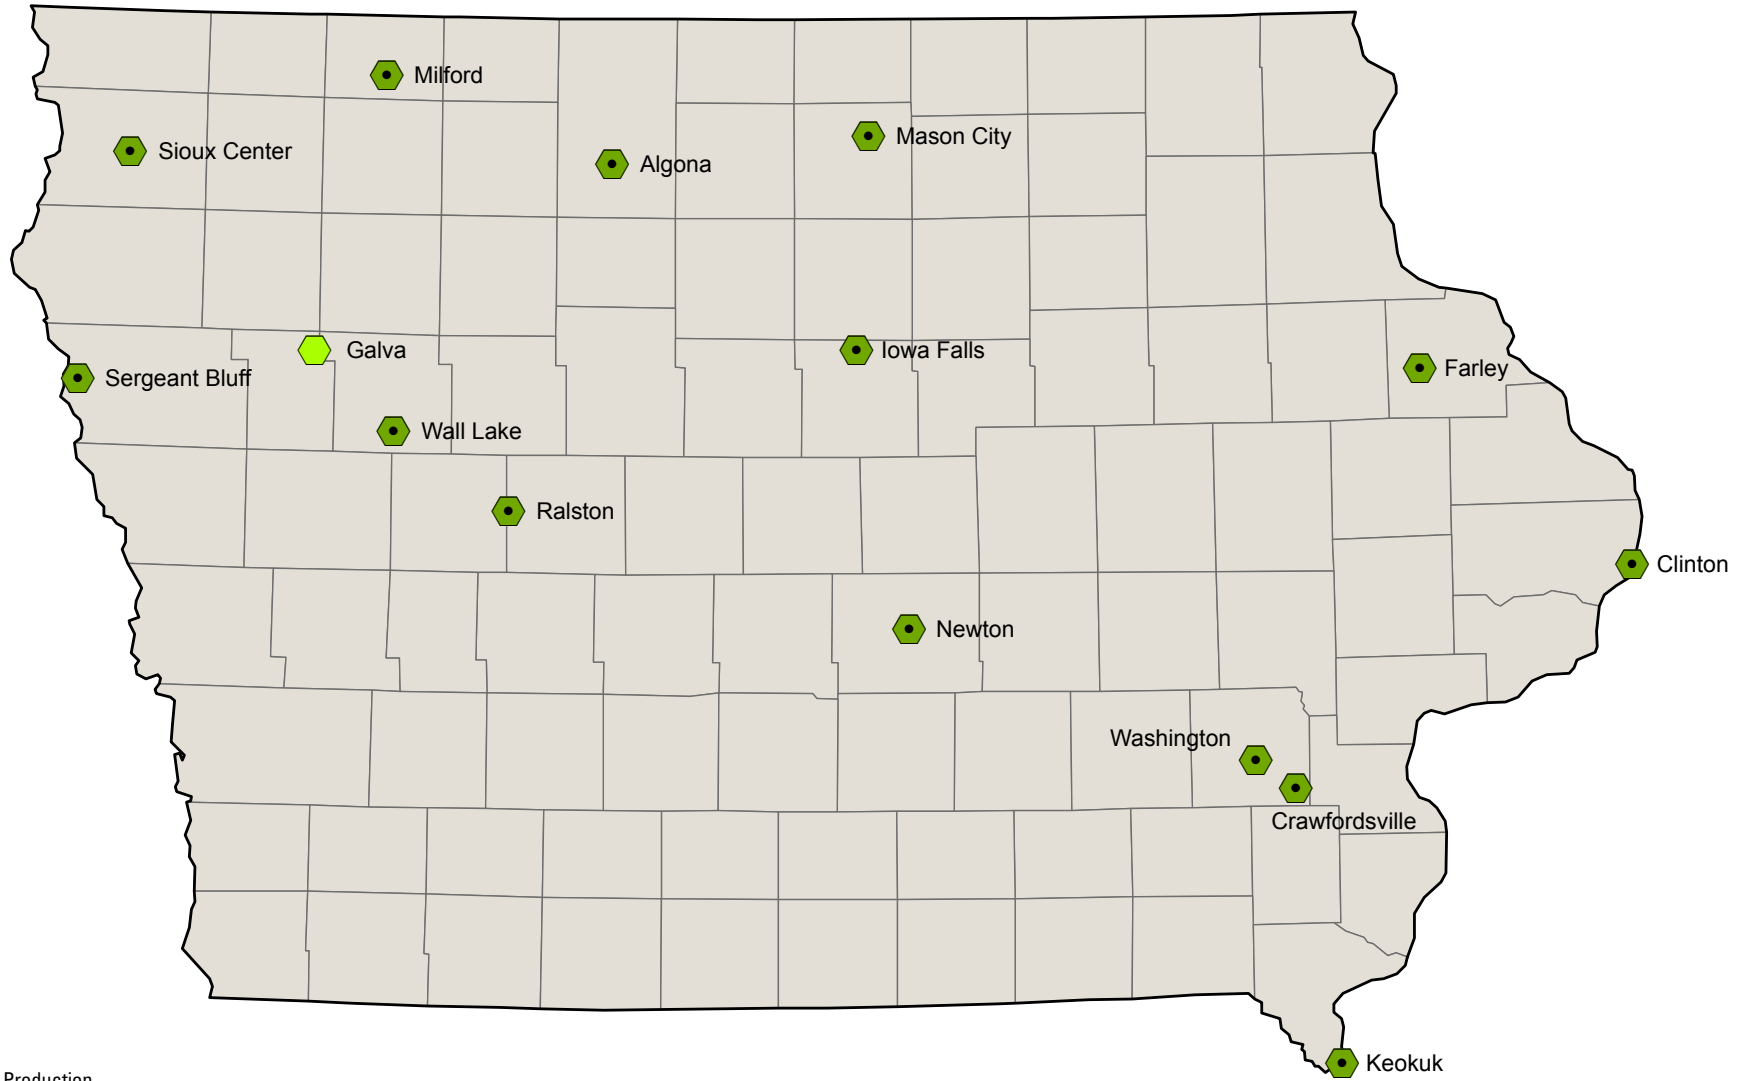 Milford
Mason City
Sioux Center
Algona
Galva
Iowa Falls
Farley
Sergeant Bluff
Wall Lake
Ralston
Clinton
Newton
Washington
Crawfordsville
Keokuk
Production